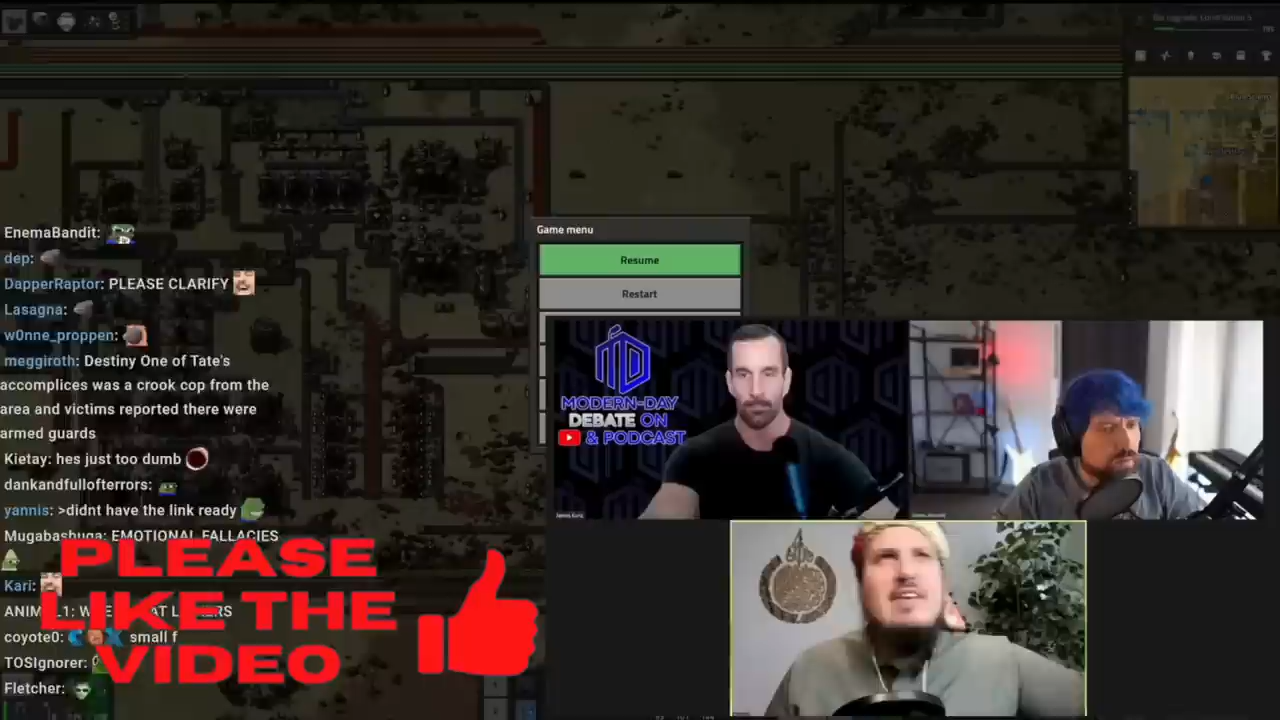 Game menu
Resume
Restart
EnemaBandit:
dep:
DapperRaptor: PLEASE CLARIFY
Lasagna:
w0nne_proppen:
meggiroth: Destiny One of Tate's
accomplices was a crook cop from the
area and victims reported there were
armed guards
Kietay: hes just too dumb
dankandfullofterrors:
yannis: >didnt have the link ready
Mugabashuga: EMOTIONAL FALLACIES
Kari:
coyote0: small f
TOSIgnorer:
Fletcher:
PLEASE
LIKE THE
VIDEO
MODERN-DAY
DEBATE ON
& PODCAST